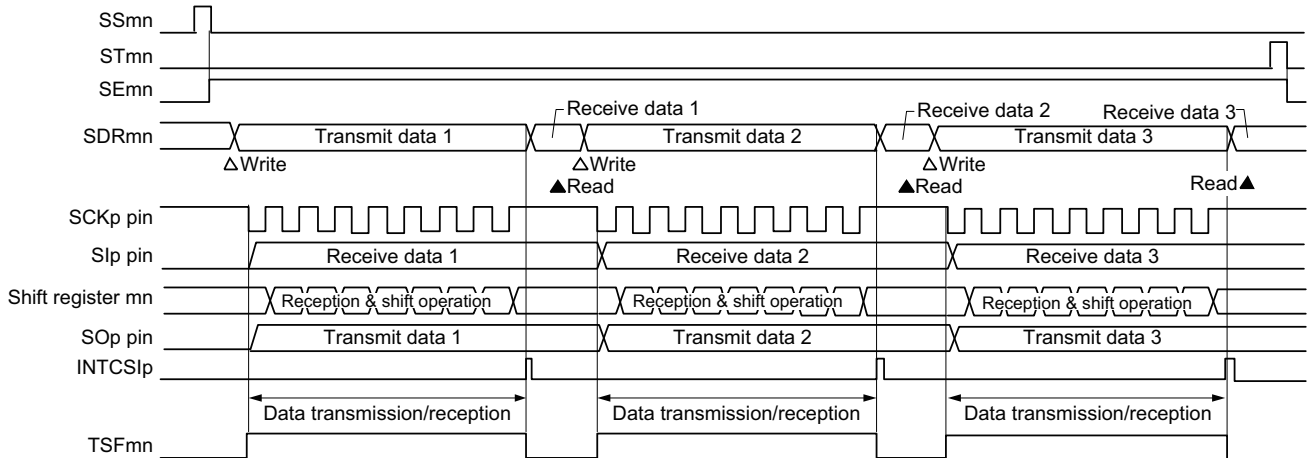 SSmn
STmn
SEmn
Receive data 1
Receive data 2
Receive data 3
SDRmn
Transmit data 1
Transmit data 2
Transmit data 3
△Write
△Write
△Write
▲Read
▲Read
Read▲
SCKp pin
SIp pin
Receive data 1
Receive data 2
Receive data 3
Shift register mn
Reception & shift operation
Reception & shift operation
Reception & shift operation
SOp pin
Transmit data 1
Transmit data 2
Transmit data 3
INTCSIp
Data transmission/reception
Data transmission/reception
Data transmission/reception
TSFmn